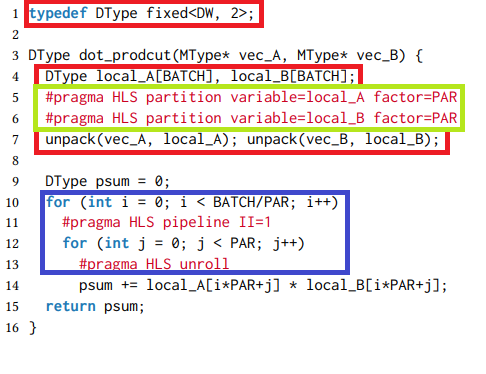 1 typedef DType fixed<DW, 2>;
2
3 DType dot_prodcut(MType* vec_A, MType* vec_B) {
4 DType local_A[BATCH], local_B[BATCH];
5 #pragma HLS partition variable=local_A factor=PAR
6 #pragma HLS partition variable=local_B factor=PAR
7 unpack(vec_A, local_A); unpack(vec_B, local_B);
8
9 DType psum = 0;
10 for (int i = 0; i < BATCH/PAR; i++)
11 #pragma HLS pipeline II=1
12 for (int j = 0; j < PAR; j++)
13 #pragma HLS unroll
14 psum += local_A[i*PAR+j] * local_B[i*PAR+j];
15 return psum;
16 }